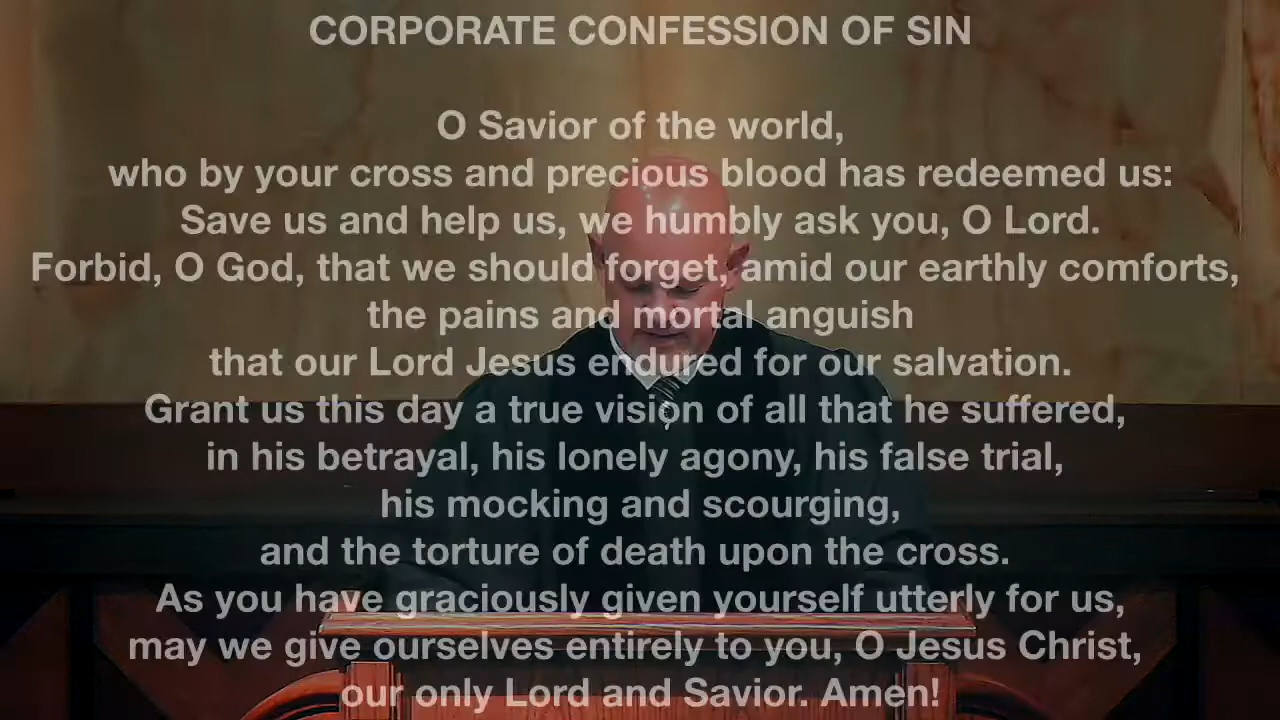 CORPORATE CONFESSION OF SIN
O Savior of the world,
who by your cross and precious blood has redeemed us:
Save us and help us, we humbly ask you, O Lord.
Forbid, O God, that we should forget, amid our earthly comforts,
the pains and mortal anguish
that our Lord Jesus endured for our salvation.
Grant us this day a true vision of all that he suffered,
in his betrayal, his lonely agony, his false trial,
his mocking and scourging,
and the torture of death upon the cross.
As you have graciously given yourself utterly for us,
may we give ourselves entirely to you, O Jesus Christ,
our only Lord and Savior. Amen!